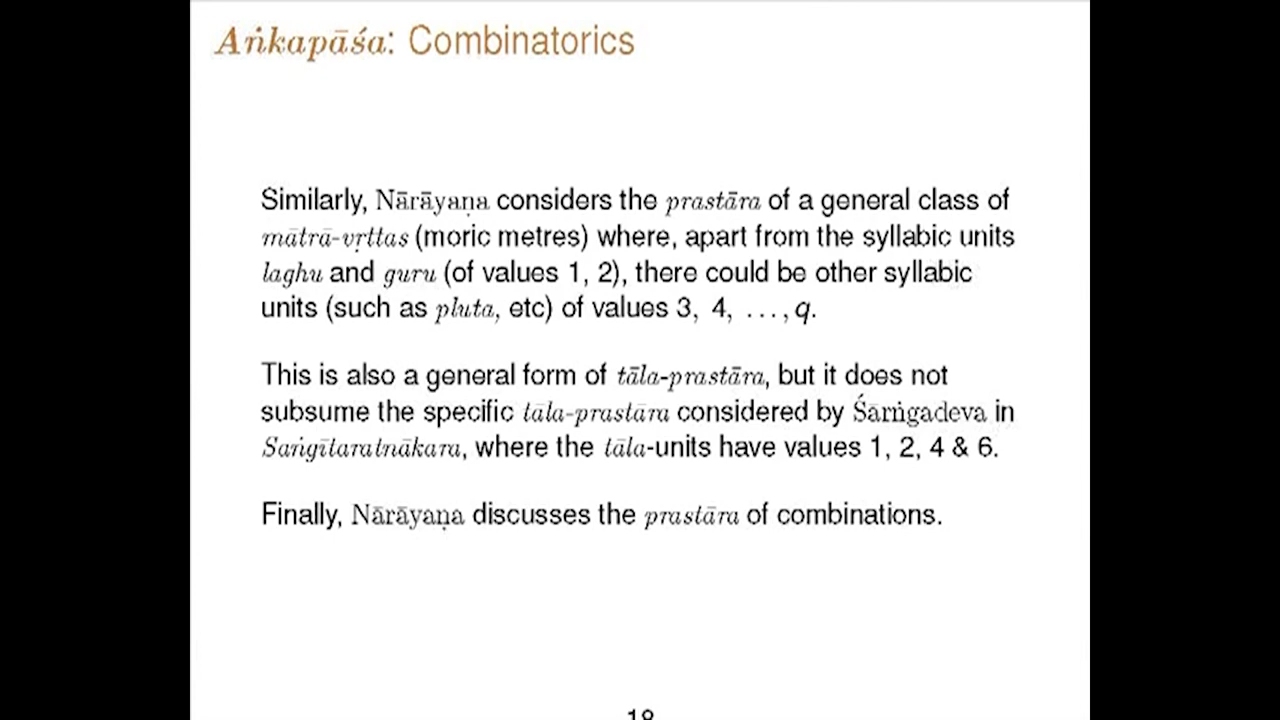 Aṅkapāśa: Combinatorics
Similarly, Nārāyaṇa considers the prastāra of a general class of
mātrā-vṛttas (moric metres) where, apart from the syllabic units
laghu and guru (of values 1, 2), there could be other syllabic
units (such as pluta, etc) of values 3, 4, ..., q.
This is also a general form of tāla-prastāra, but it does not
subsume the specific tāla-prastāra considered by Śārṅgadeva in
Saṅgītaratnākara, where the tāla-units have values 1, 2, 4 & 6.
Finally, Nārāyaṇa discusses the prastāra of combinations.
18